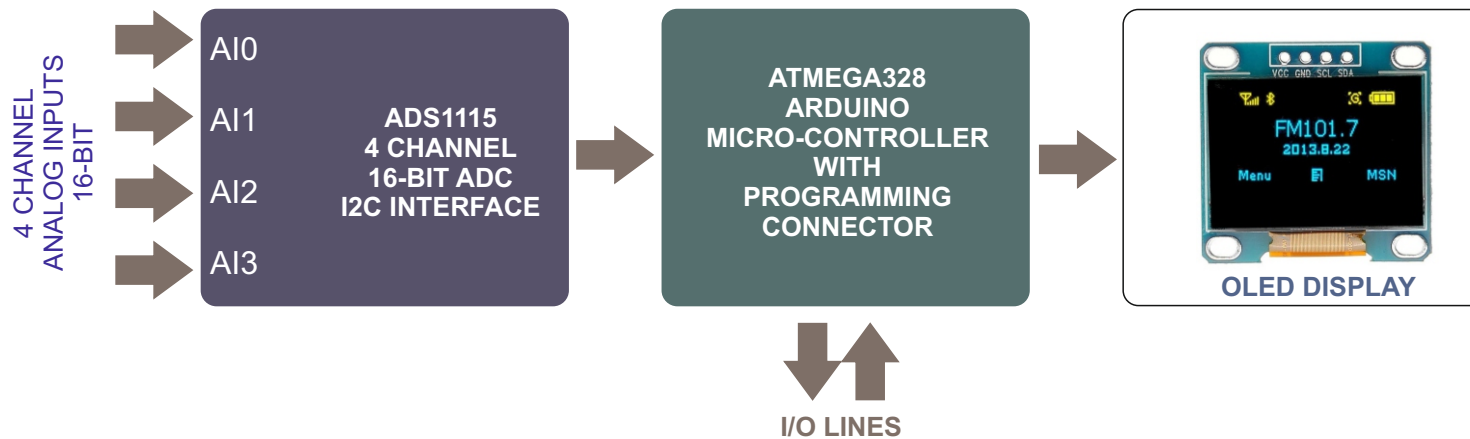 4 CHANNEL
ANALOG INPUTS
16-BIT
AI0
AI1
AI2
AI3
ADS1115
4 CHANNEL
16-BIT ADC
I2C INTERFACE
ATMEGA328
ARDUINO
MICRO-CONTROLLER
WITH
PROGRAMMING
CONNECTOR
I/O LINES
VCC GND SCL SDA
G
FM101.7
2013.8.22
Menu MSN
OLED DISPLAY